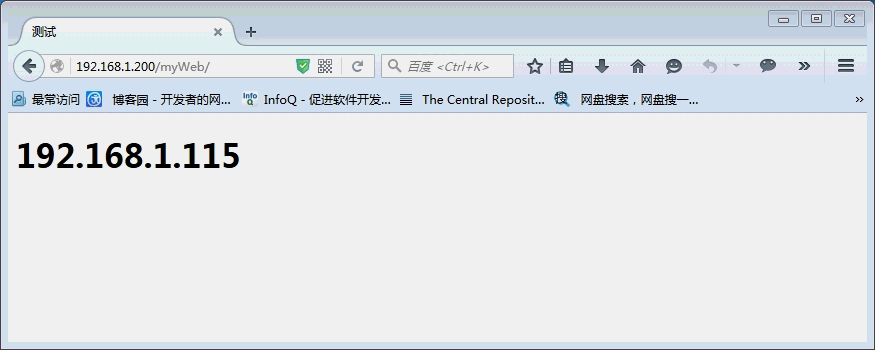 测试
192.168.1.200/myWeb/
百度 <Ctrl+K>
最常访问 博客园 - 开发者的网... InfoQ InfoQ - 促进软件开发... The Central Reposit... 搜 网盘搜索，网盘搜一...
192.168.1.115